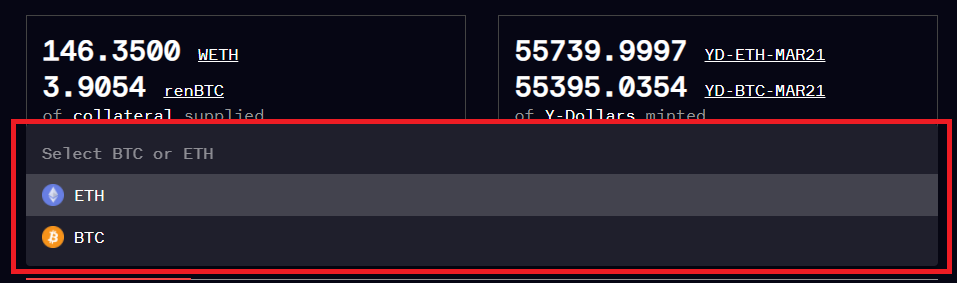 146.3500 WETH
3.9054 renBTC
of collateral supplied
55739.9997 YD-ETH-MAR21
55395.0354 YD-BTC-MAR21
of Y-Dollars minted
Select BTC or ETH
ETH
BTC